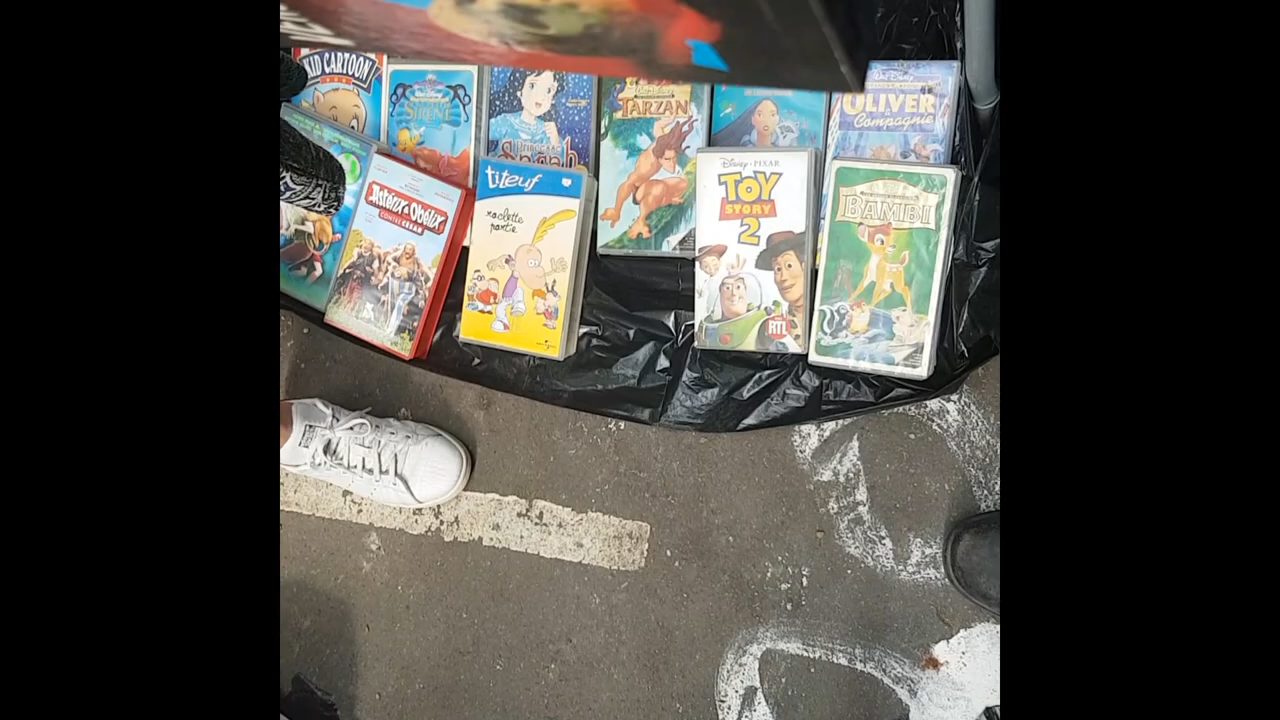 KID CARTOON
SIRÈNE
Princesse
Sarah
TARZAN
Walt Disney
OLIVER
Compagnie
Astérix & Obélix
CONTRE CÉSAR
titeuf
raclette
partie
DISNEY • PIXAR
TOY
STORY
2
RTL
BAMBI